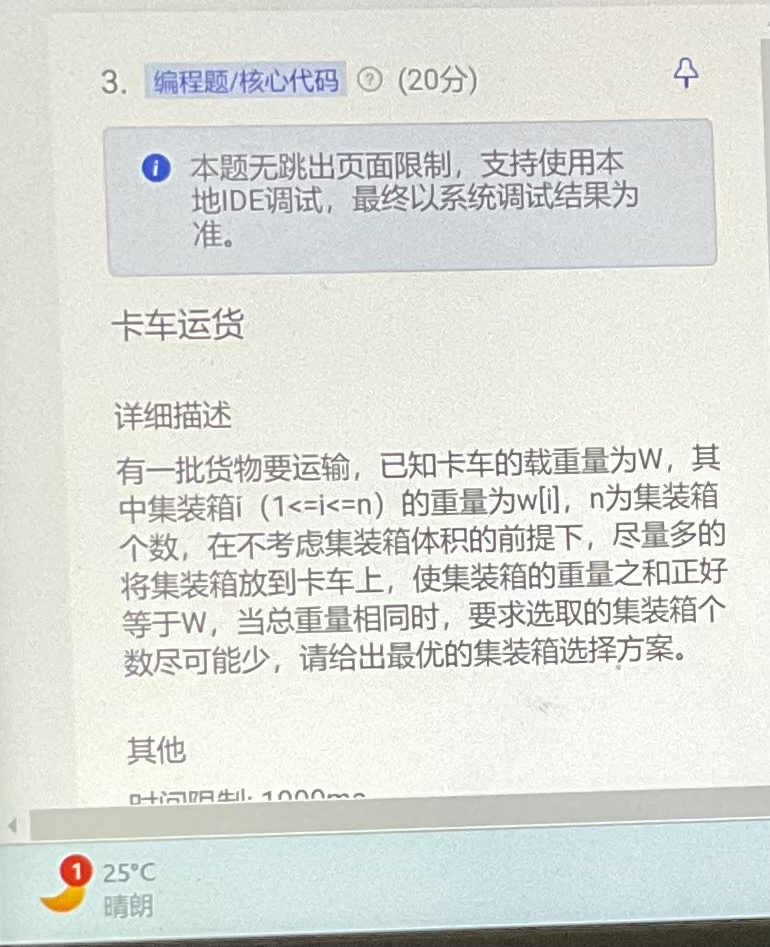 3. 编程题/核心代码 ? (20分)
i 本题无跳出页面限制，支持使用本
地IDE调试，最终以系统调试结果为
准。
卡车运货
详细描述
有一批货物要运输，已知卡车的载重量为W，其
中集装箱i（1<=i<=n）的重量为w[i]，n为集装箱
个数，在不考虑集装箱体积的前提下，尽量多的
将集装箱放到卡车上，使集装箱的重量之和正好
等于W，当总重量相同时，要求选取的集装箱个
数尽可能少，请给出最优的集装箱选择方案。
其他
时间限制: 1000ms
1 25°C
晴朗